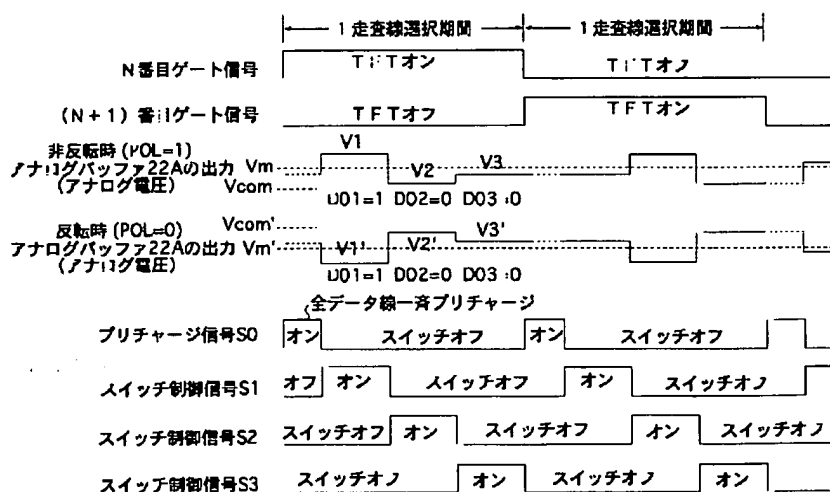 1走査線選択期間 1走査線選択期間
N番目ゲート信号 TFTオン TFTオフ
(N+1)番目ゲート信号 TFTオフ TFTオン
非反転時(POL=1)
アナログバッファ22Aの出力 Vm
(アナログ電圧) Vcom
V1 V2 V3
D01=1 D02=0 D03=0
反転時(POL=0) Vcom'
アナログバッファ22Aの出力 Vm'
(アナログ電圧)
V1' V2' V3'
D01=1 D02=0 D03=0
全データ線一斉プリチャージ
プリチャージ信号S0 オン スイッチオフ オン スイッチオフ
スイッチ制御信号S1 オフ オン スイッチオフ オン スイッチオフ
スイッチ制御信号S2 スイッチオフ オン スイッチオフ オン スイッチオフ
スイッチ制御信号S3 スイッチオフ オン スイッチオフ オン